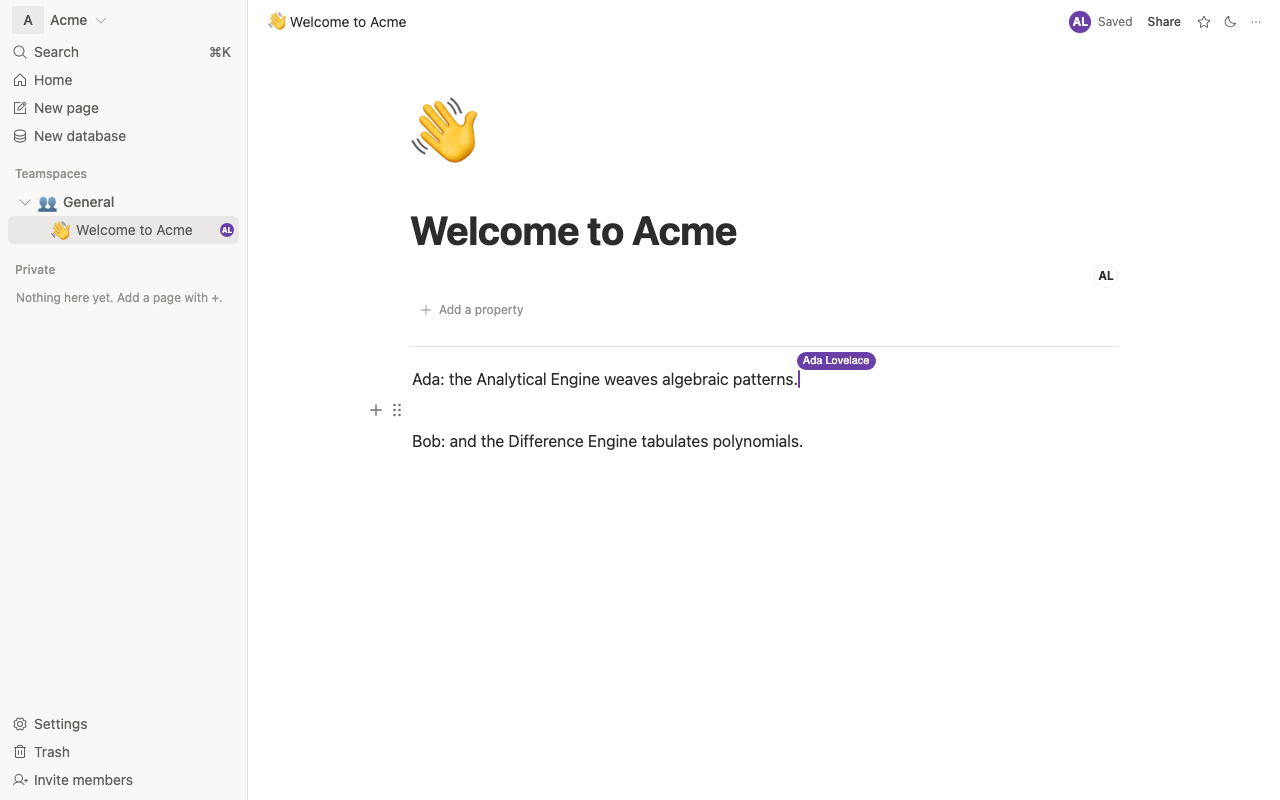 A Acme
Search ⌘K
Home
New page
New database
Teamspaces
General
Welcome to Acme AL
Private
Nothing here yet. Add a page with +.
Settings
Trash
Invite members
Welcome to Acme
AL Saved Share
Welcome to Acme
AL
Add a property
Ada Lovelace
Ada: the Analytical Engine weaves algebraic patterns.
Bob: and the Difference Engine tabulates polynomials.